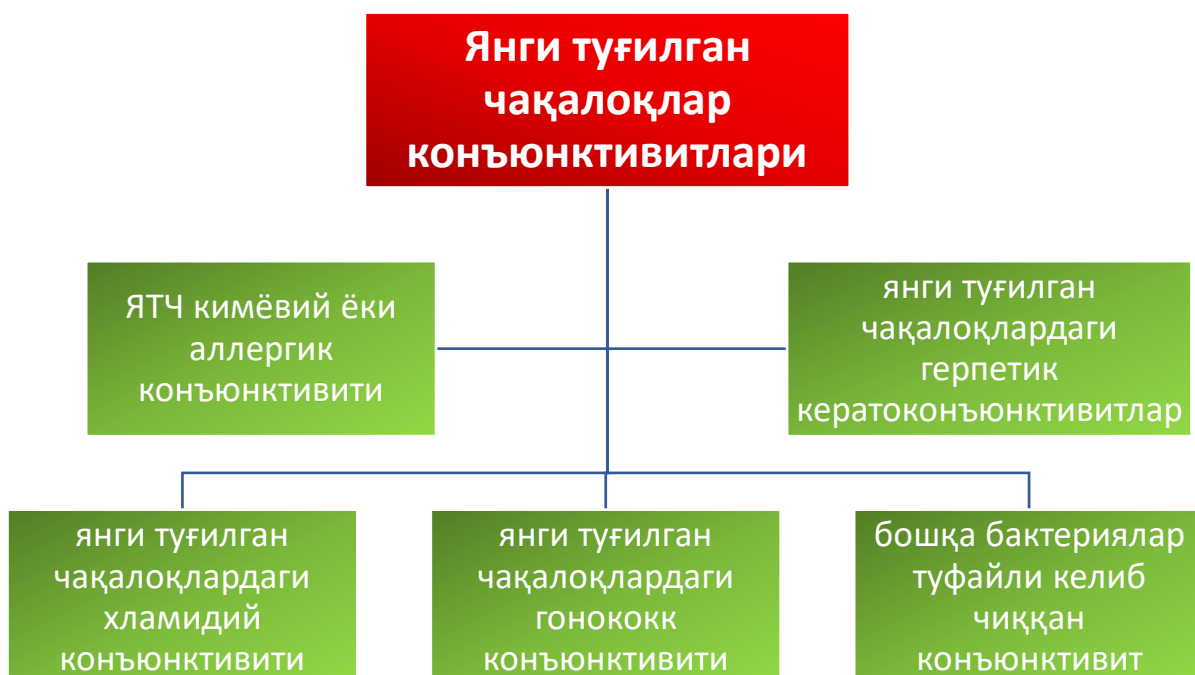 Янги туғилган
чақалоқлар
конъюнктивитлари
ЯТЧ кимёвий ёки
аллергик
конъюнктивити
янги туғилган
чақалоқлардаги
герпетик
кератоконъюнктивитлар
янги туғилган
чақалоқлардаги
хламидий
конъюнктивити
янги туғилган
чақалоқлардаги
гонококк
конъюнктивити
бошқа бактериялар
туфайли келиб
чиққан
конъюнктивит